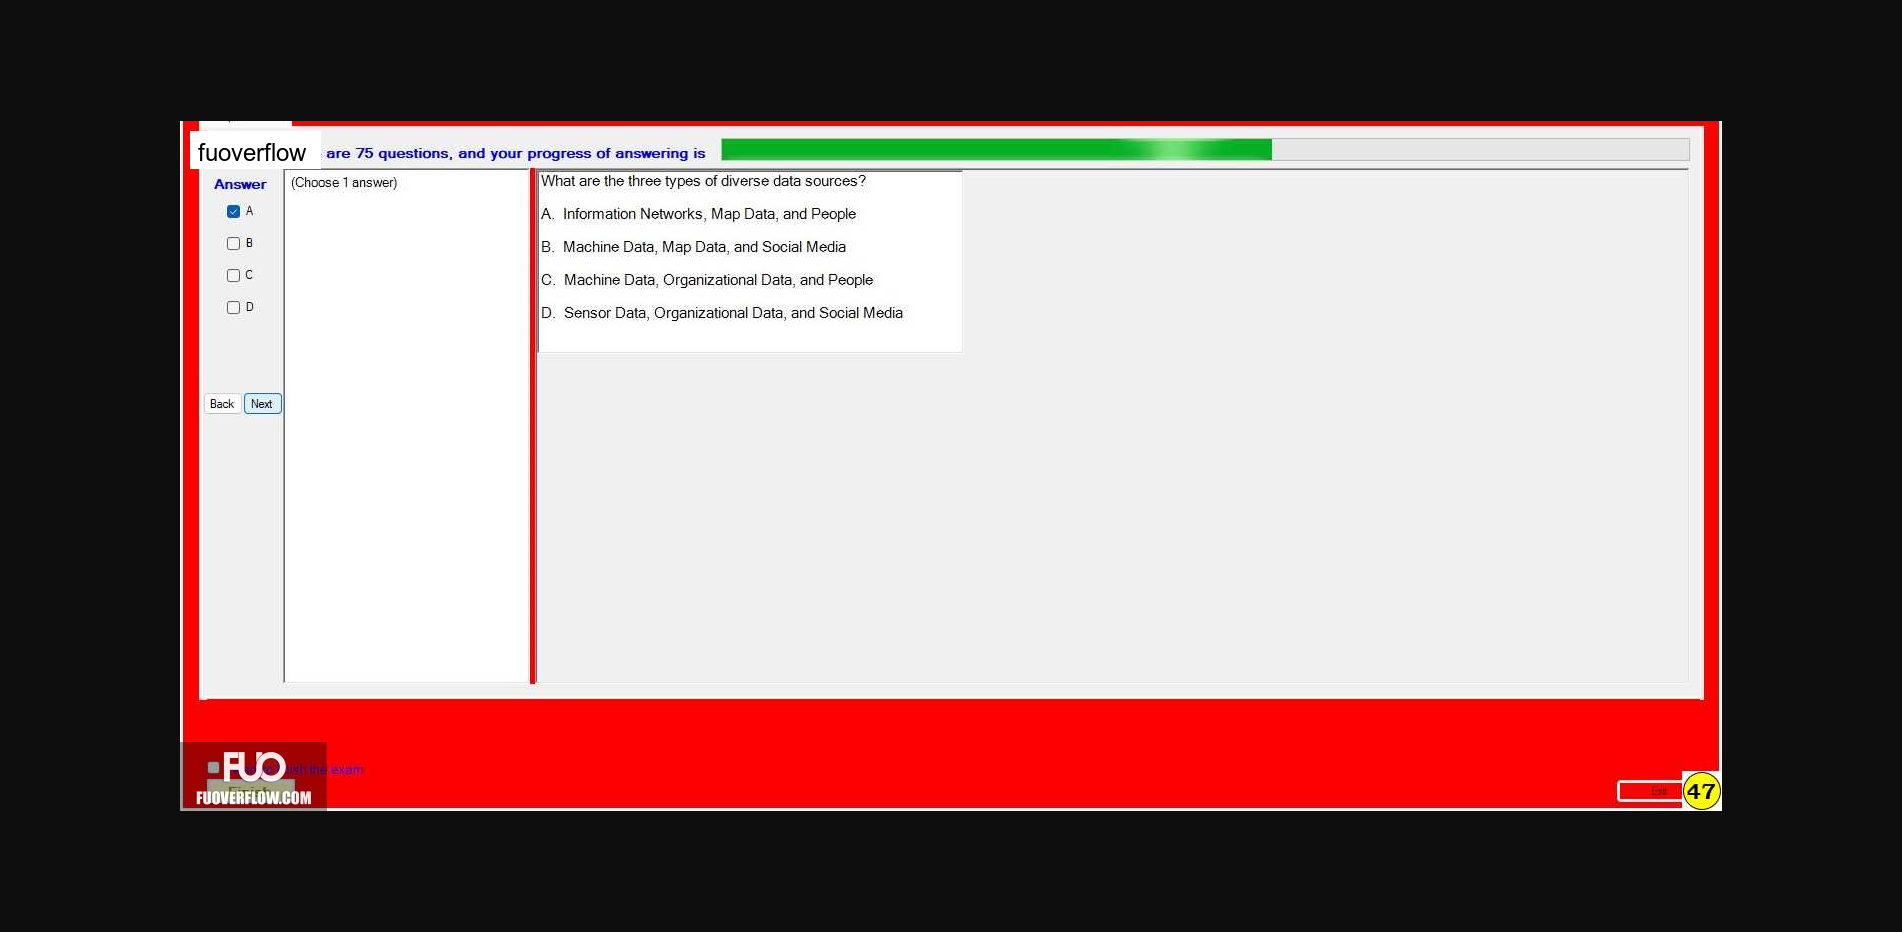 fuoverflow are 75 questions, and your progress of answering is
Answer
(Choose 1 answer)
A
B
C
D
Back Next
What are the three types of diverse data sources?
A. Information Networks, Map Data, and People
B. Machine Data, Map Data, and Social Media
C. Machine Data, Organizational Data, and People
D. Sensor Data, Organizational Data, and Social Media
FUO
the exam
FUOVERFLOW.COM
Exit
47